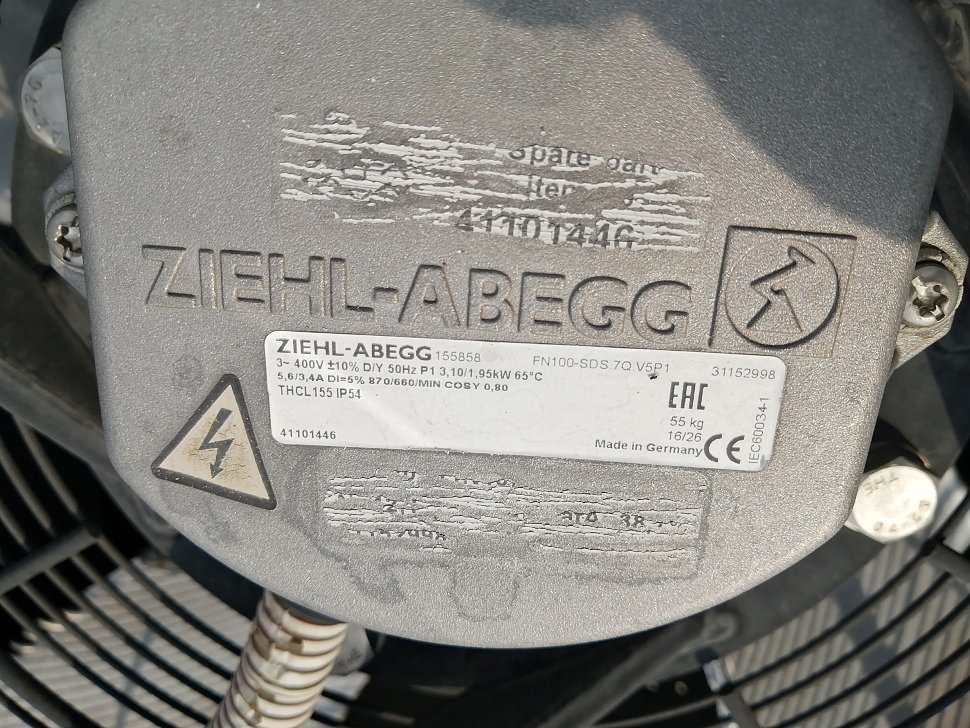 Spare part
41101446
ZIEHL-ABEGG
ZIEHL-ABEGG 155858 FN100-SDS 7Q V5P1 31152998
3~ 400V ±10% D/Y 50Hz P1 3,10/1,95kW 65°C
5,6/3,4A DI=5% 870/660/MIN COSY 0,80
THCL155 IP54
EAC
55 kg
16/26
41101446
Made in Germany CE
IEC60034-1